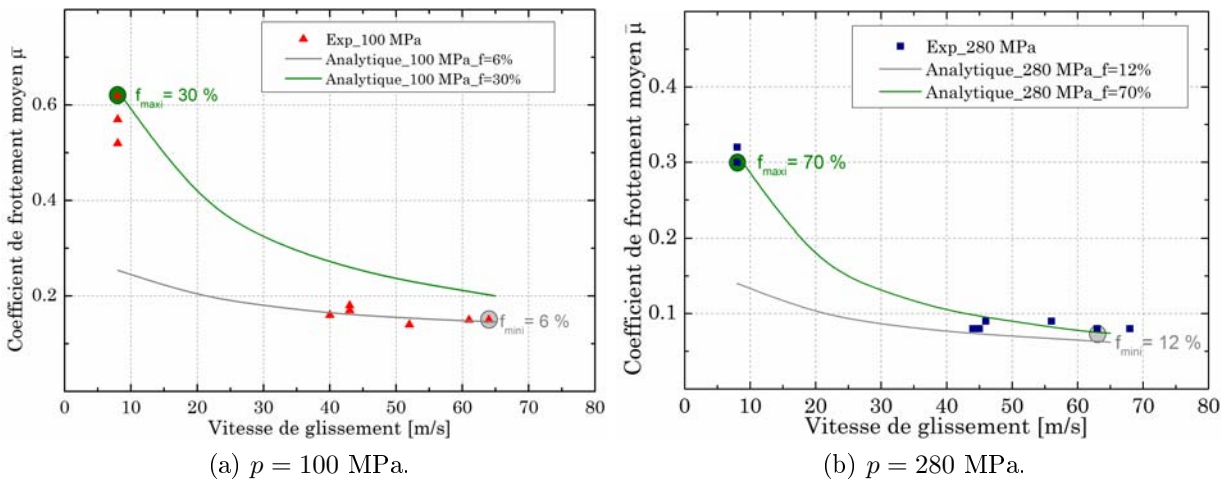 Exp_100 MPa
Analytique_100 MPa_f=6%
Analytique_100 MPa_f=30%
f_maxi = 30 %
f_mini = 6 %
0.6
0.4
0.2
Coefficient de frottement moyen μ̄
0 10 20 30 40 50 60 70 80
Vitesse de glissement [m/s]
(a) p = 100 MPa.
Exp_280 MPa
Analytique_280 MPa_f=12%
Analytique_280 MPa_f=70%
f_maxi = 70 %
f_mini = 12 %
0.4
0.3
0.2
0.1
Coefficient de frottement moyen μ̄
0 10 20 30 40 50 60 70 80
Vitesse de glissement [m/s]
(b) p = 280 MPa.